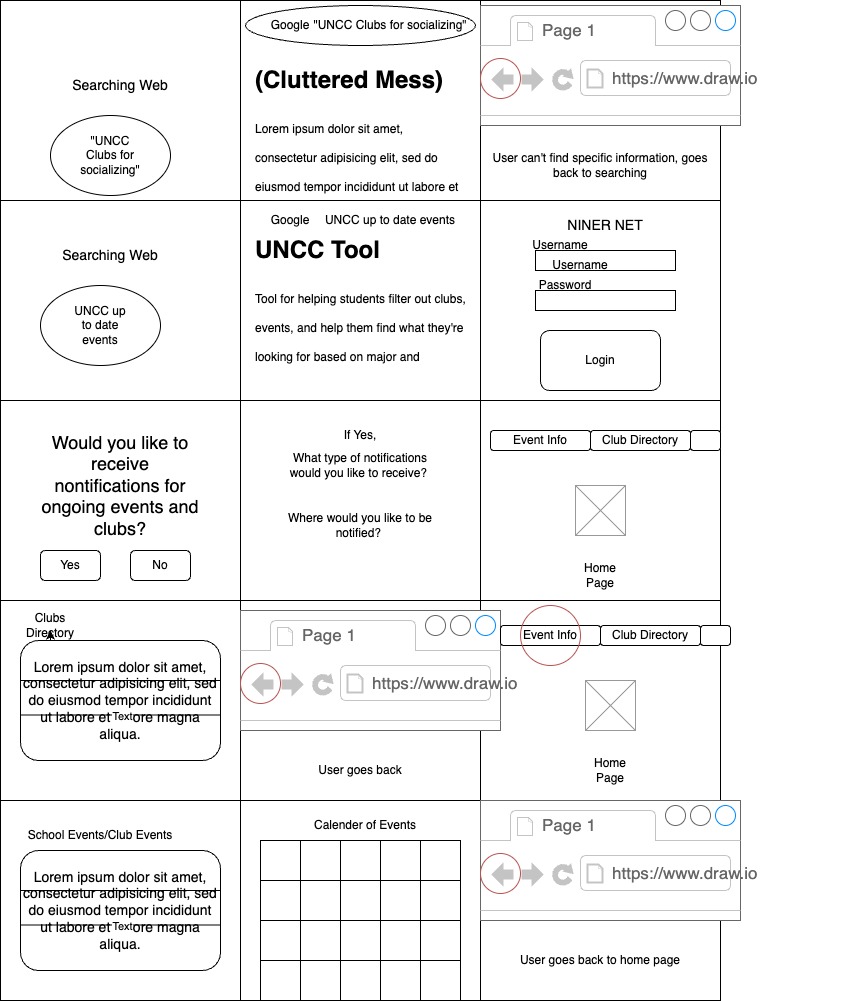 Searching Web
"UNCC
Clubs for
socializing"
Google "UNCC Clubs for socializing"
(Cluttered Mess)
Lorem ipsum dolor sit amet,
consectetur adipisicing elit, sed do
eiusmod tempor incididunt ut labore et
Page 1
https://www.draw.io
User can't find specific information, goes
back to searching
Searching Web
UNCC up
to date
events
Google UNCC up to date events
UNCC Tool
Tool for helping students filter out clubs,
events, and help them find what they're
looking for based on major and
NINER NET
Username
Username
Password
Login
Would you like to
receive
nontifications for
ongoing events and
clubs?
Yes No
If Yes,
What type of notifications
would you like to receive?
Where would you like to be
notified?
Event Info Club Directory
Home
Page
Clubs
Directory
Lorem ipsum dolor sit amet,
consectetur adipisicing elit, sed
do eiusmod tempor incididunt
ut labore et Text ore magna
aliqua.
Page 1
https://www.draw.io
User goes back
Event Info Club Directory
Home
Page
School Events/Club Events
Lorem ipsum dolor sit amet,
consectetur adipisicing elit, sed
do eiusmod tempor incididunt
ut labore et Text ore magna
aliqua.
Calender of Events
Page 1
https://www.draw.io
User goes back to home page